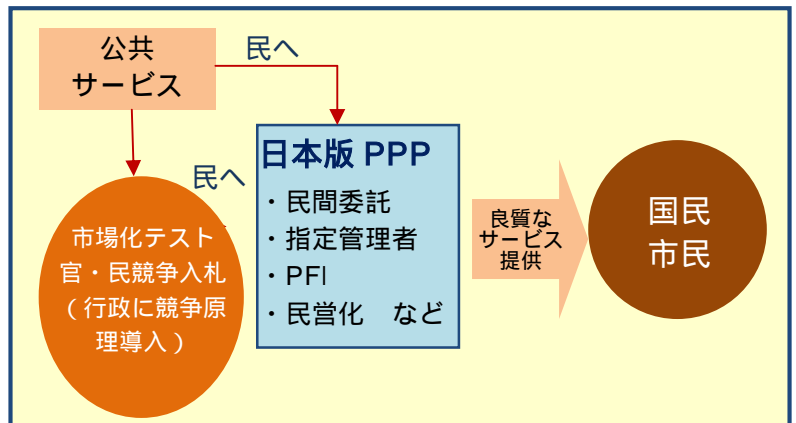 公共
サービス
民へ
民へ
市場化テスト
官・民競争入札
（行政に競争原
理導入）
日本版 PPP
・民間委託
・指定管理者
・PFI
・民営化　など
良質な
サービス
提供
国民
市民